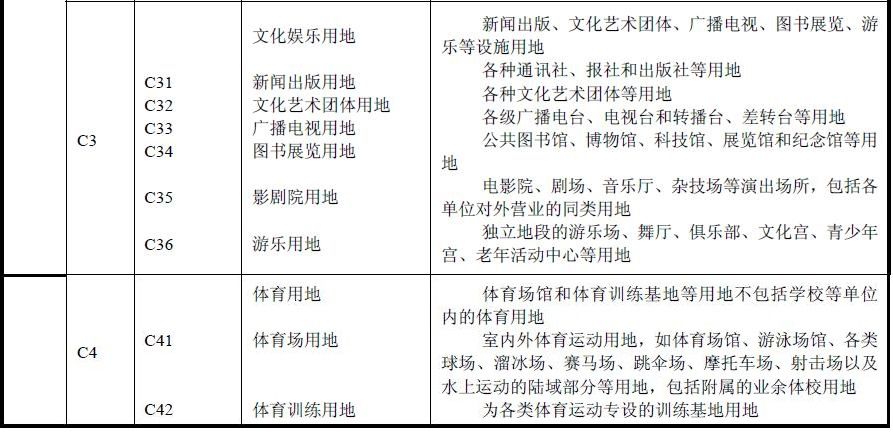 文化娱乐用地 新闻出版、文化艺术团体、广播电视、图书展览、游
乐等设施用地
C31 新闻出版用地 各种通讯社、报社和出版社等用地
C32 文化艺术团体用地 各种文化艺术团体等用地
C33 广播电视用地 各级广播电台、电视台和转播台、差转台等用地
C3 C34 图书展览用地 公共图书馆、博物馆、科技馆、展览馆和纪念馆等用
地
C35 影剧院用地 电影院、剧场、音乐厅、杂技场等演出场所，包括各
单位对外营业的同类用地
C36 游乐用地 独立地段的游乐场、舞厅、俱乐部、文化宫、青少年
宫、老年活动中心等用地
体育用地 体育场馆和体育训练基地等用地不包括学校等单位
内的体育用地
C4 C41 体育场用地 室内外体育运动用地，如体育场馆、游泳场馆、各类
球场、溜冰场、赛马场、跳伞场、摩托车场、射击场以及
水上运动的陆域部分等用地，包括附属的业余体校用地
C42 体育训练用地 为各类体育运动专设的训练基地用地